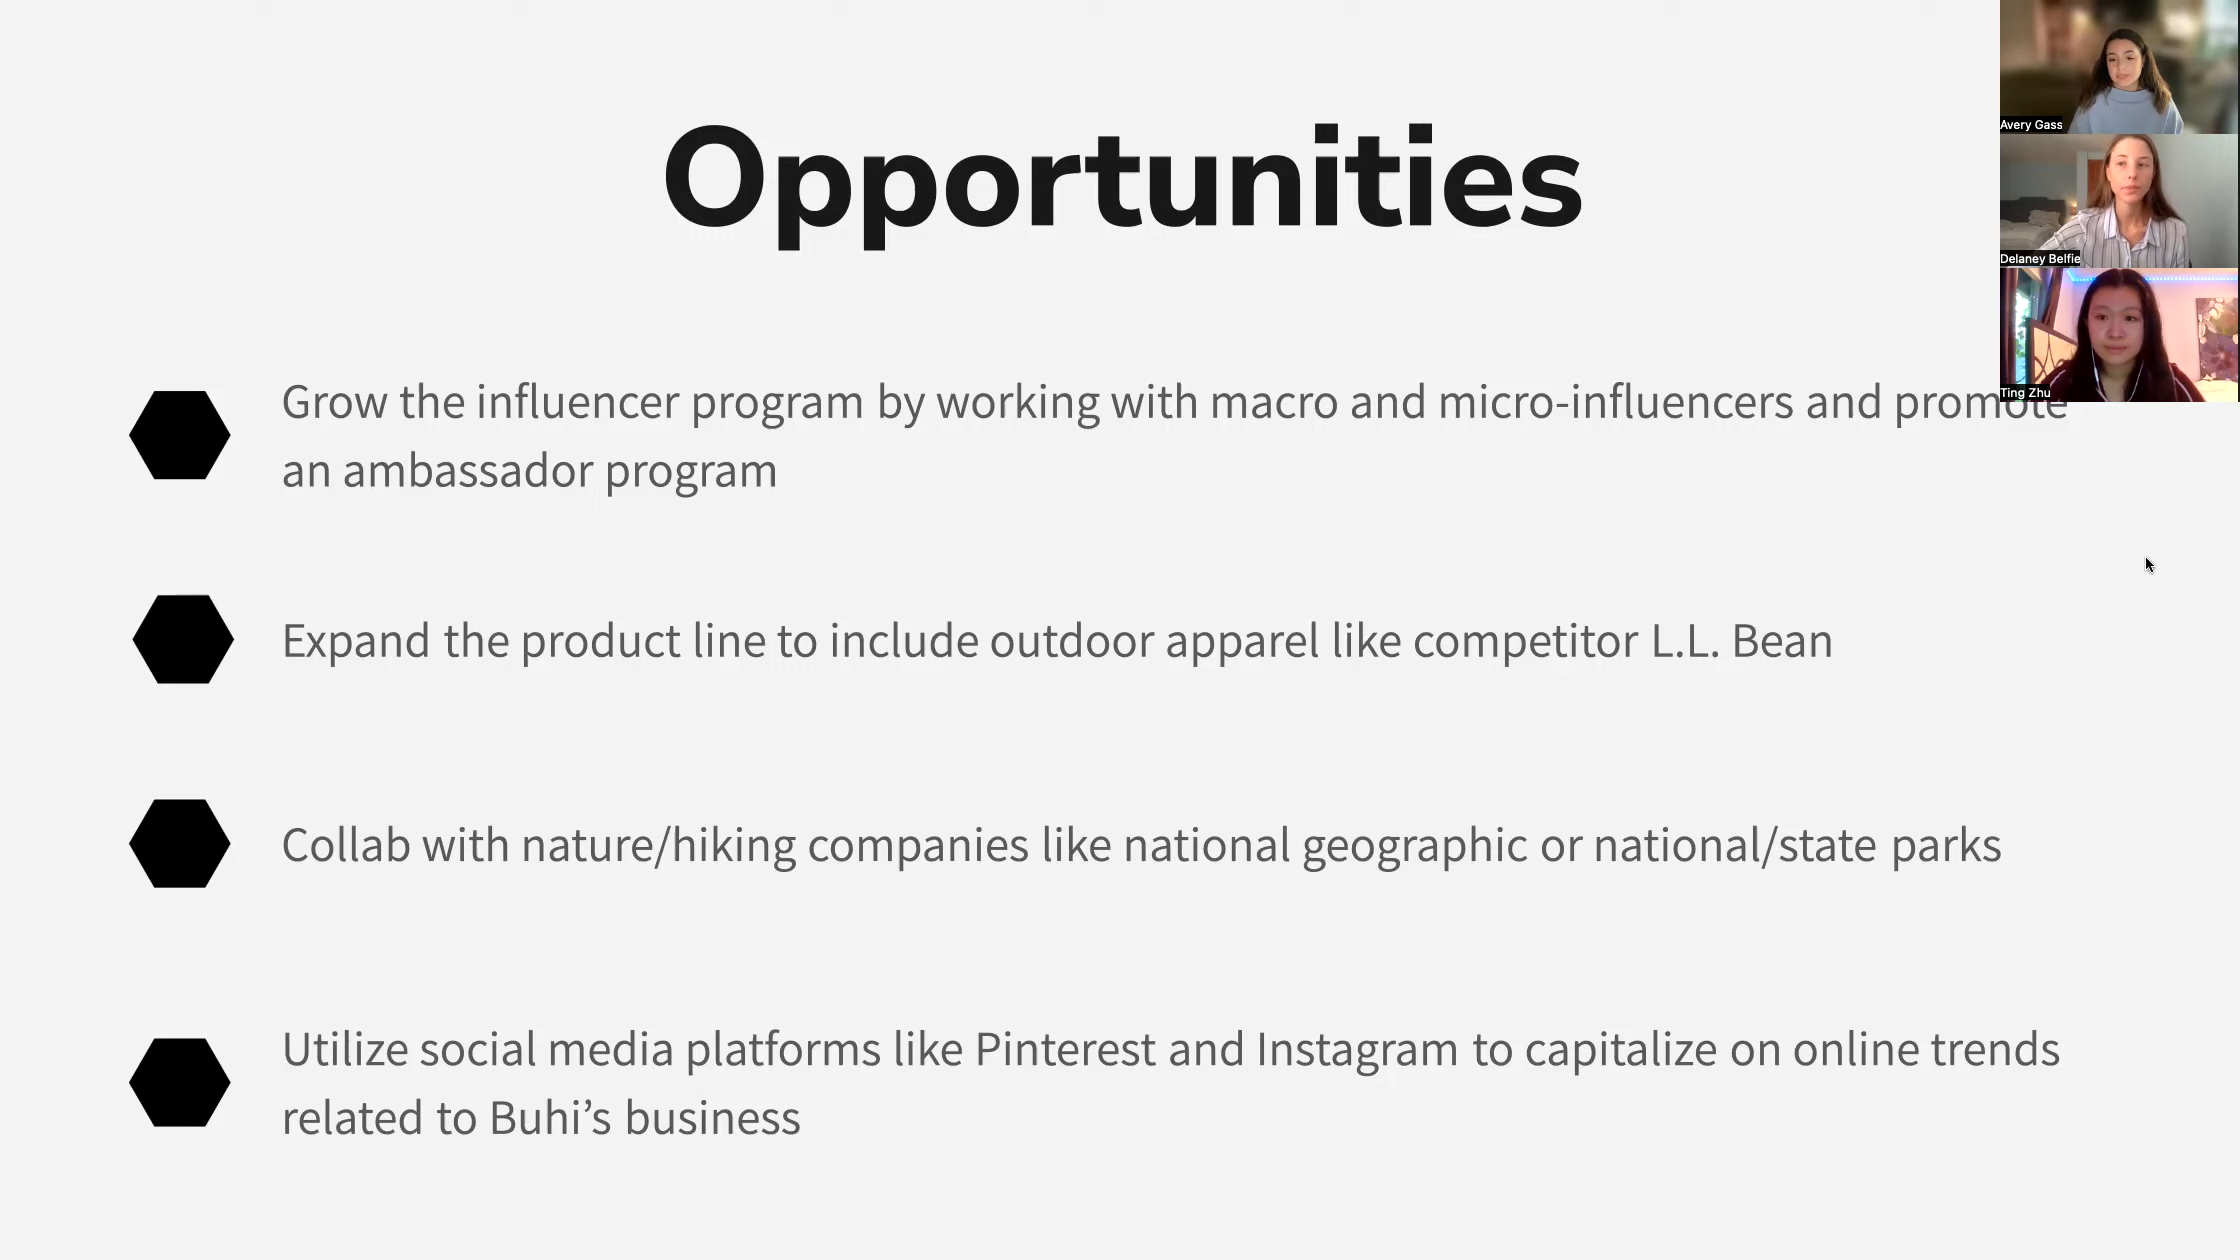 Opportunities
Avery Gass
Delaney Belfie
Ting Zhu
Grow the influencer program by working with macro and micro-influencers and promote
an ambassador program
Expand the product line to include outdoor apparel like competitor L.L. Bean
Collab with nature/hiking companies like national geographic or national/state parks
Utilize social media platforms like Pinterest and Instagram to capitalize on online trends
related to Buhi’s business